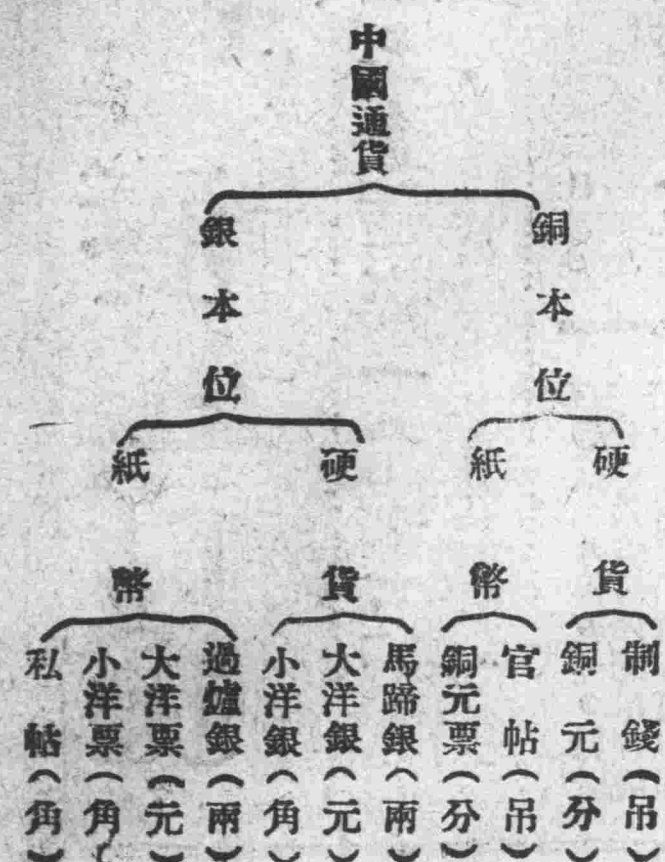 中國通貨
銅本位
銀本位
硬貨
紙幣
硬貨
紙幣
制錢(吊)
銅元(分)
官帖(吊)
銅元票(分)
馬蹄銀(兩)
大洋銀(元)
小洋銀(角)
過爐銀(兩)
大洋票(元)
小洋票(角)
私帖(角)